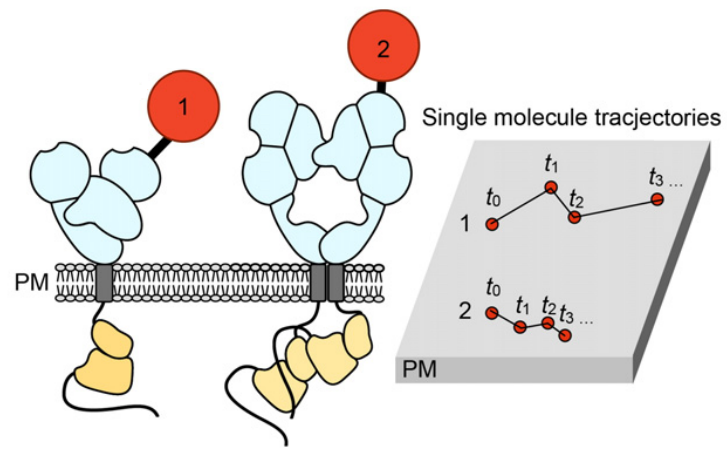 1
2
PM
Single molecule tracjectories
1
t0
t1
t2
t3 ...
2
t0
t1
t2
t3 ...
PM